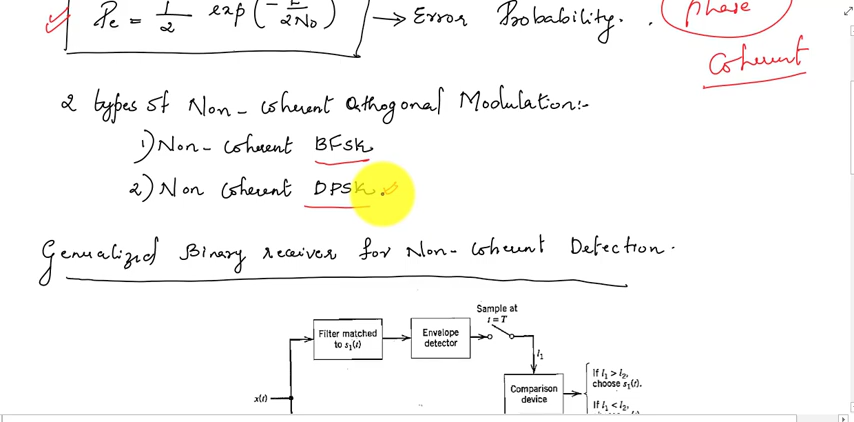 Pe = 1/2 exp(-E/2No) → Error Probability.
phase
Coherent
2 types of Non-coherent Orthogonal Modulation:-
1) Non-coherent BFSK
2) Non coherent DPSK.
Generalized Binary receiver for Non-coherent Detection.
Sample at
t = T
Filter matched
to s₁(t)
Envelope
detector
l₁
If l₁ > l₂,
choose s₁(t).
Comparison
device
x(t)
If l₁ < l₂,